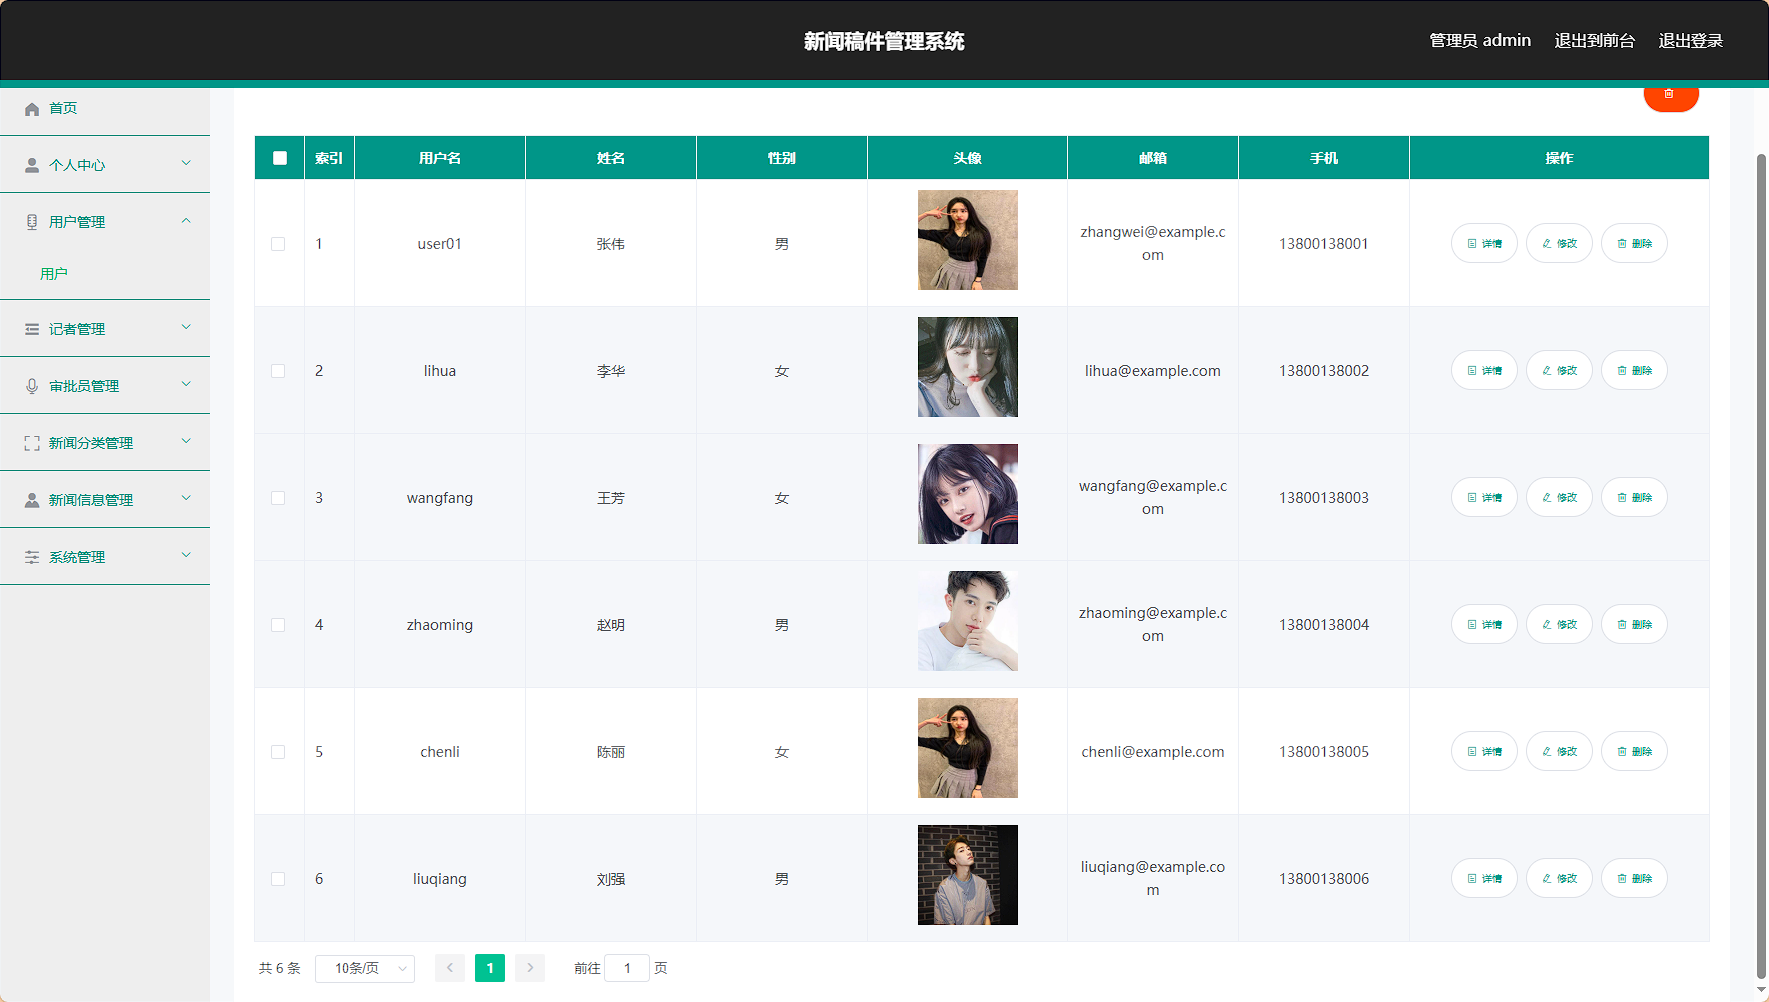 新闻稿件管理系统
管理员 admin 退出到前台 退出登录
首页
个人中心
用户管理
用户
记者管理
审批员管理
新闻分类管理
新闻信息管理
系统管理
索引 用户名 姓名 性别 头像 邮箱 手机 操作
1 user01 张伟 男 zhangwei@example.c
om 13800138001 详情 修改 删除
2 lihua 李华 女 lihua@example.com 13800138002 详情 修改 删除
3 wangfang 王芳 女 wangfang@example.c
om 13800138003 详情 修改 删除
4 zhaoming 赵明 男 zhaoming@example.c
om 13800138004 详情 修改 删除
5 chenli 陈丽 女 chenli@example.com 13800138005 详情 修改 删除
6 liuqiang 刘强 男 liuqiang@example.co
m 13800138006 详情 修改 删除
共 6 条 10条/页 1 前往 1 页